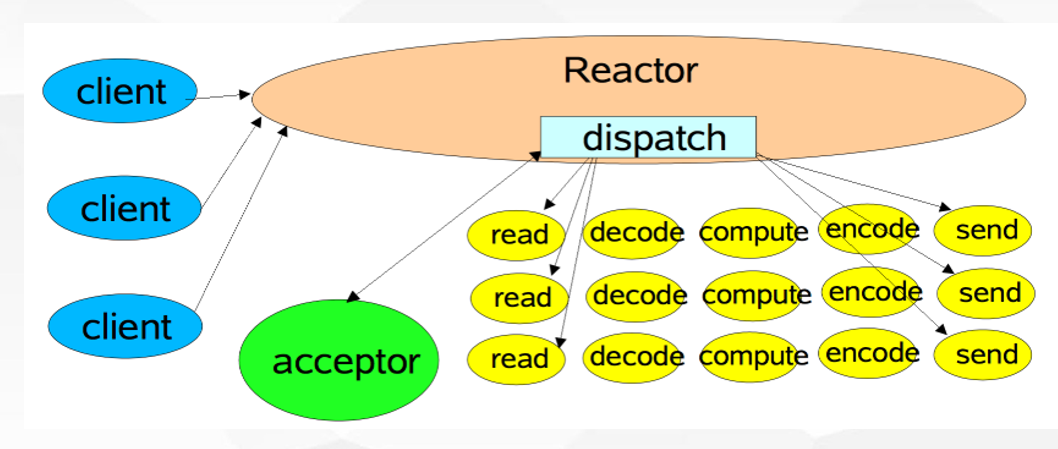 Reactor
client
dispatch
client
read decode compute encode send
read decode compute encode send
client
acceptor
read decode compute encode send